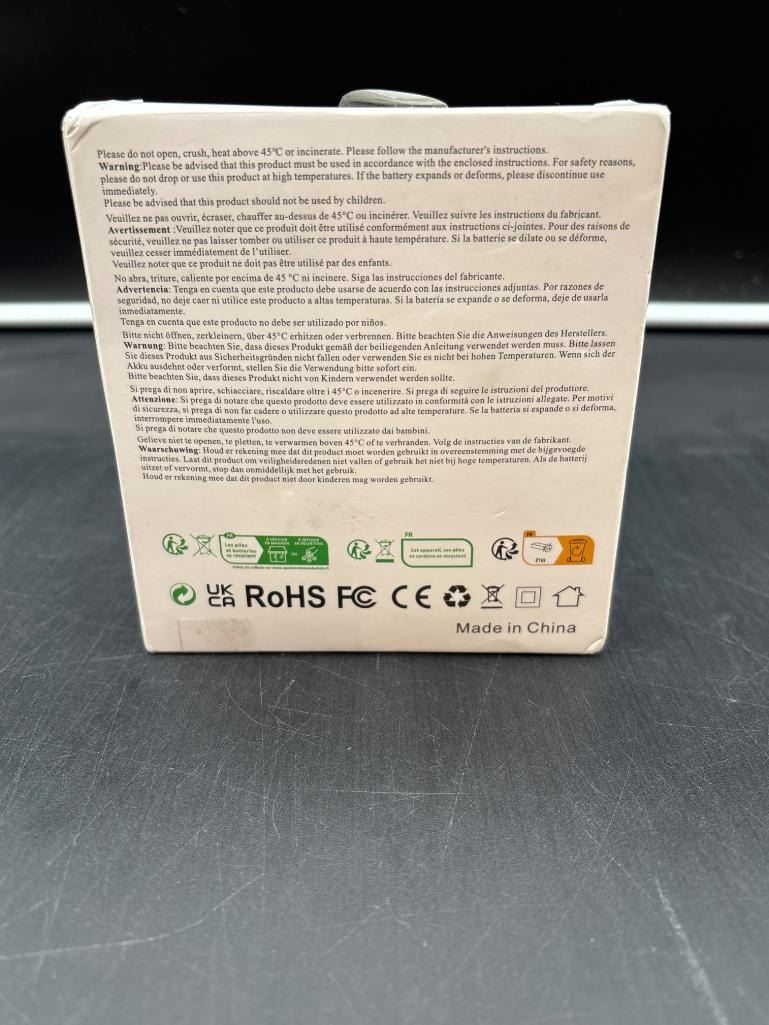 Please do not open, crush, heat above 45°C or incinerate. Please follow the manufacturer's instructions.
Warning:Please be advised that this product must be used in accordance with the enclosed instructions. For safety reasons,
please do not drop or use this product at high temperatures. If the battery expands or deforms, please discontinue use
immediately.
Please be advised that this product should not be used by children.
Veuillez ne pas ouvrir, écraser, chauffer au-dessus de 45°C ou incinérer. Veuillez suivre les instructions du fabricant.
Avertissement :Veuillez noter que ce produit doit être utilisé conformément aux instructions ci-jointes. Pour des raisons de
sécurité, veuillez ne pas laisser tomber ou utiliser ce produit à haute température. Si la batterie se dilate ou se déforme,
veuillez cesser immédiatement de l'utiliser.
Veuillez noter que ce produit ne doit pas être utilisé par des enfants.
No abra, triture, caliente por encima de 45 °C ni incinere. Siga las instrucciones del fabricante.
Advertencia: Tenga en cuenta que este producto debe usarse de acuerdo con las instrucciones adjuntas. Por razones de
seguridad, no deje caer ni utilice este producto a altas temperaturas. Si la batería se expande o se deforma, deje de usarla
inmediatamente.
Tenga en cuenta que este producto no debe ser utilizado por niños.
Bitte nicht öffnen, zerkleinern, über 45°C erhitzen oder verbrennen. Bitte beachten Sie die Anweisungen des Herstellers.
Warnung: Bitte beachten Sie, dass dieses Produkt gemäß der beiliegenden Anleitung verwendet werden muss. Bitte lassen
Sie dieses Produkt aus Sicherheitsgründen nicht fallen oder verwenden Sie es nicht bei hohen Temperaturen. Wenn sich der
Akku ausdehnt oder verformt, stellen Sie die Verwendung bitte sofort ein.
Bitte beachten Sie, dass dieses Produkt nicht von Kindern verwendet werden sollte.
Si prega di non aprire, schiacciare, riscaldare oltre i 45°C o incenerire. Si prega di seguire le istruzioni del produttore.
Attenzione: Si prega di notare che questo prodotto deve essere utilizzato in conformità con le istruzioni allegate. Per motivi
di sicurezza, si prega di non far cadere o utilizzare questo prodotto ad alte temperature. Se la batteria si espande o si deforma,
interrompere immediatamente l'uso.
Si prega di notare che questo prodotto non deve essere utilizzato dai bambini.
Gelieve niet te openen, te pletten, te verwarmen boven 45°C of te verbranden. Volg de instructies van de fabrikant.
Waarschuwing: Houd er rekening mee dat dit product moet worden gebruikt in overeenstemming met de bijgevoegde
instructies. Laat dit product om veiligheidsredenen niet vallen of gebruik het niet bij hoge temperaturen. Als de batterij
uitzet of vervormt, stop dan onmiddellijk met het gebruik.
Houd er rekening mee dat dit product niet door kinderen mag worden gebruikt.
FR
Les piles et batteries se recyclent
À DÉPOSER EN MAGASIN
OU
À DÉPOSER EN DÉCHÈTERIE
FR
Cet appareil, ses piles et cordons se recyclent
FR
ÉTUI
UK CA RoHS FC CE
Made in China